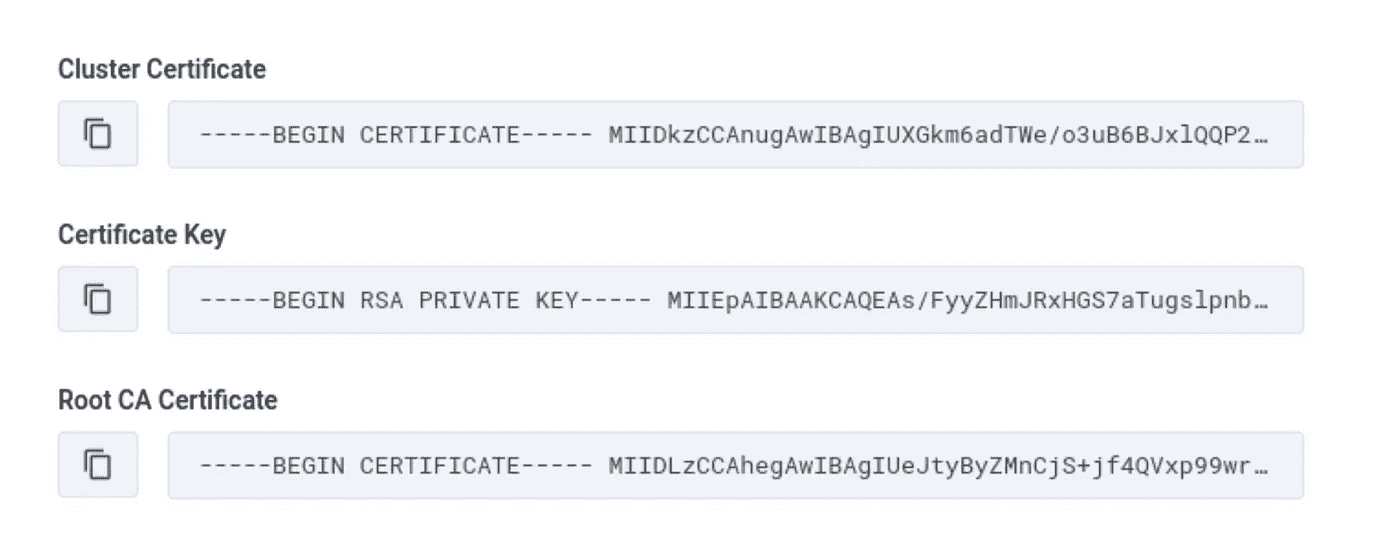 Cluster Certificate
-----BEGIN CERTIFICATE----- MIIDkzCCAnugAwIBAgIUXGkm6adTWe/o3uB6BJxlQQP2…
Certificate Key
-----BEGIN RSA PRIVATE KEY----- MIIEpAIBAAKCAQEAs/FyyZHmJRxHGS7aTugslpnb…
Root CA Certificate
-----BEGIN CERTIFICATE----- MIIDLzCCAhegAwIBAgIUeJtyByZMnCjS+jf4QVxp99wr…